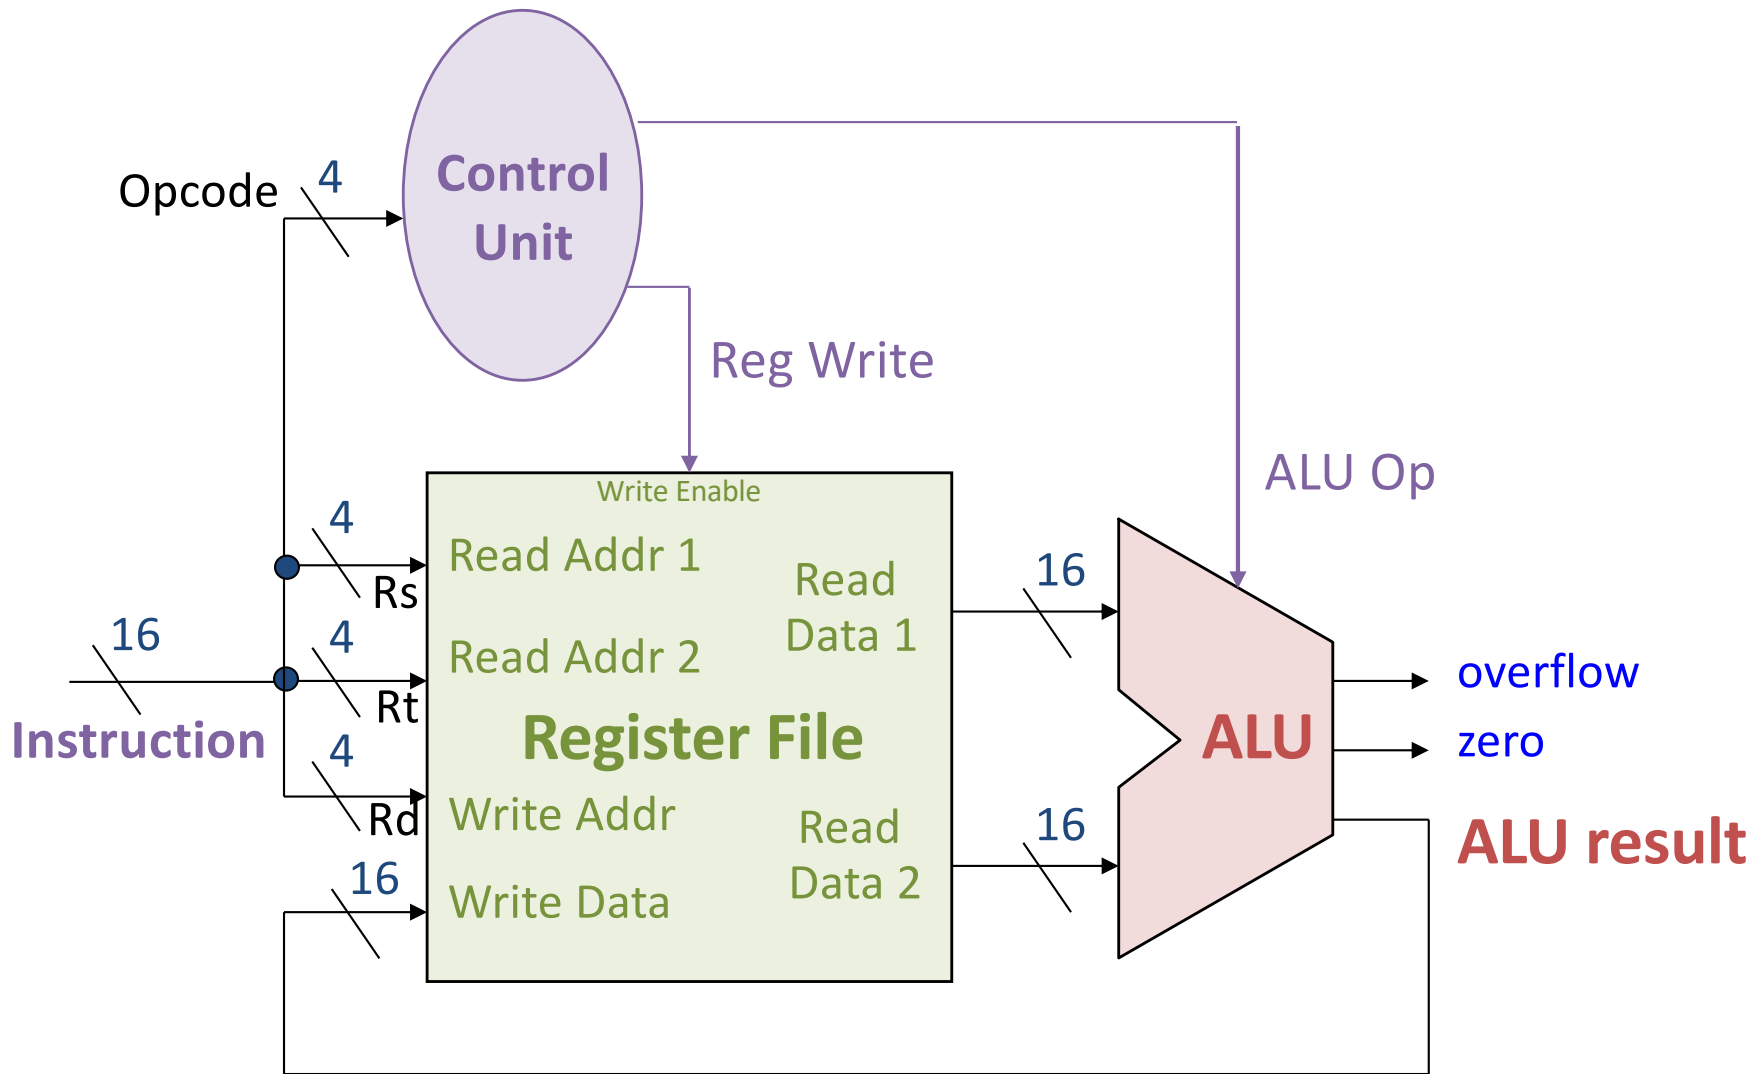 Control
Unit
Opcode
4
Reg Write
ALU Op
Write Enable
4
Rs
Read Addr 1
Read
Data 1
16
16
Instruction
4
Rt
Read Addr 2
Register File
ALU
overflow
zero
ALU result
4
Rd
Write Addr
Read
Data 2
16
16
Write Data